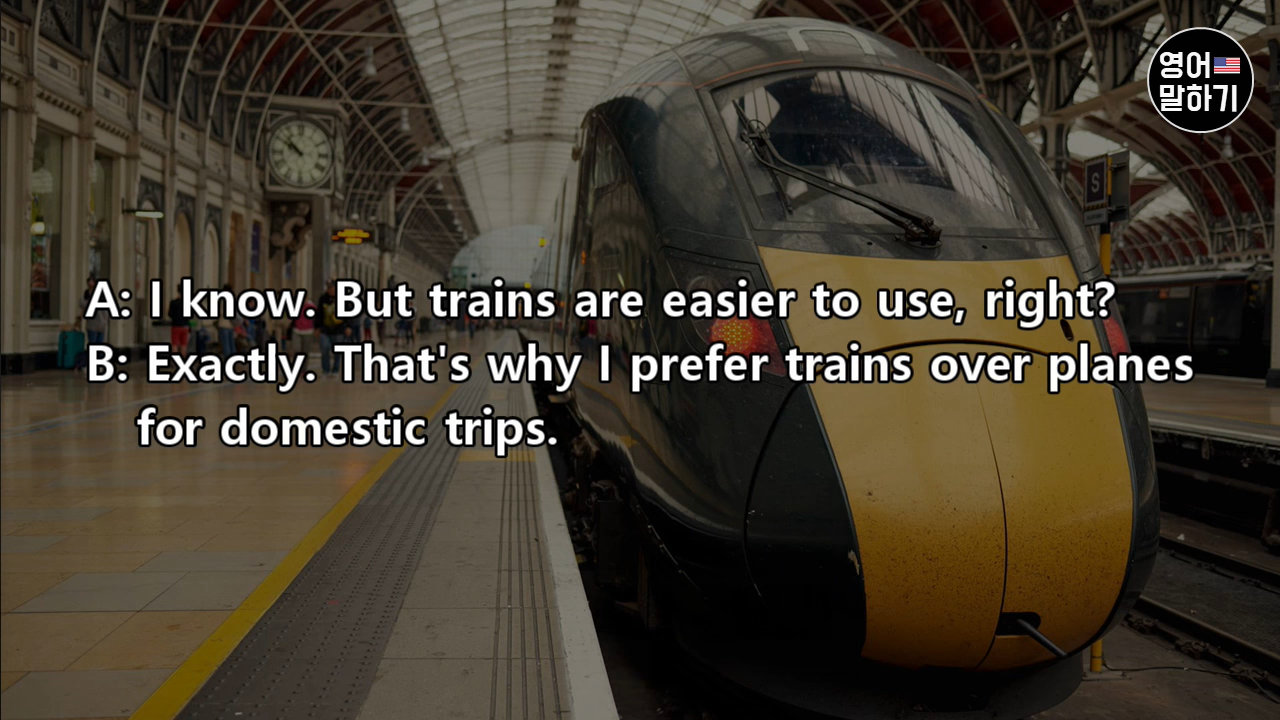 영어
말하기
S
A: I know. But trains are easier to use, right?
B: Exactly. That's why I prefer trains over planes
for domestic trips.